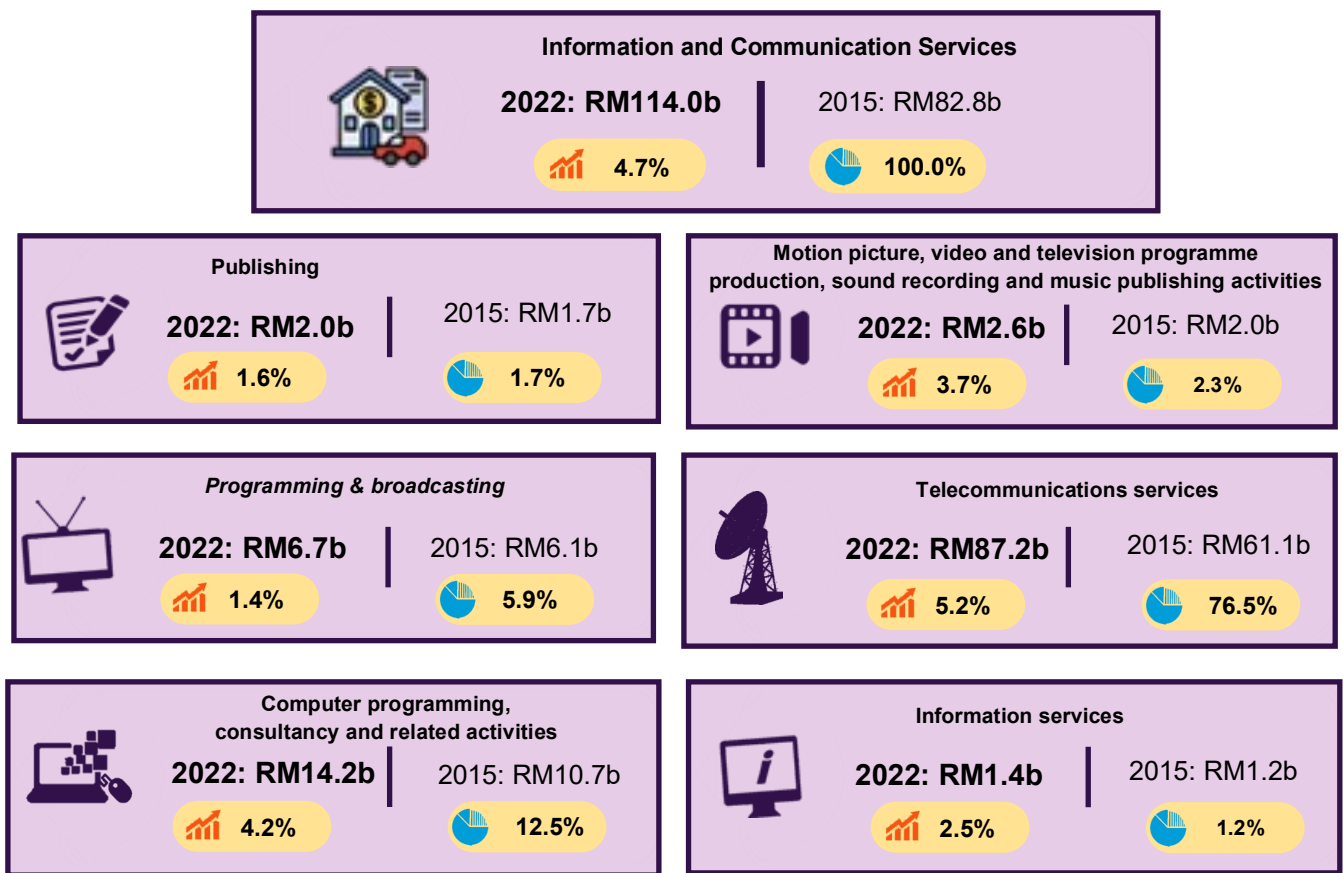 Information and Communication Services
2022: RM114.0b
2015: RM82.8b
4.7%
100.0%
Publishing
2022: RM2.0b
2015: RM1.7b
1.6%
1.7%
Motion picture, video and television programme
production, sound recording and music publishing activities
2022: RM2.6b
2015: RM2.0b
3.7%
2.3%
Programming & broadcasting
2022: RM6.7b
2015: RM6.1b
1.4%
5.9%
Telecommunications services
2022: RM87.2b
2015: RM61.1b
5.2%
76.5%
Computer programming,
consultancy and related activities
2022: RM14.2b
2015: RM10.7b
4.2%
12.5%
Information services
2022: RM1.4b
2015: RM1.2b
2.5%
1.2%